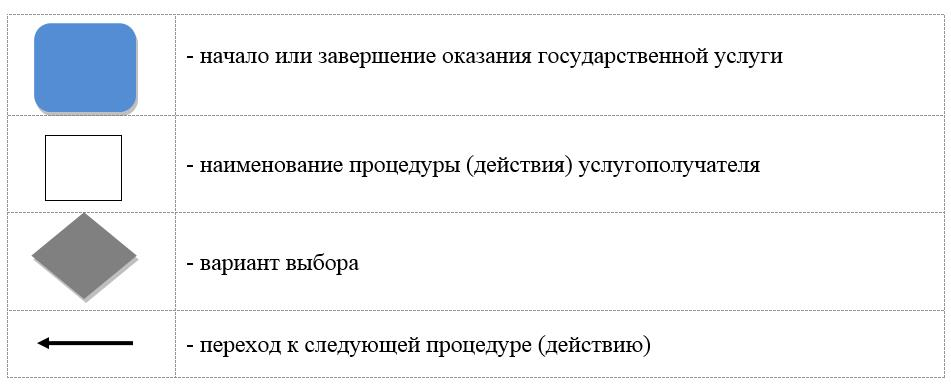 - начало или завершение оказания государственной услуги
- наименование процедуры (действия) услугополучателя
- вариант выбора
- переход к следующей процедуре (действию)